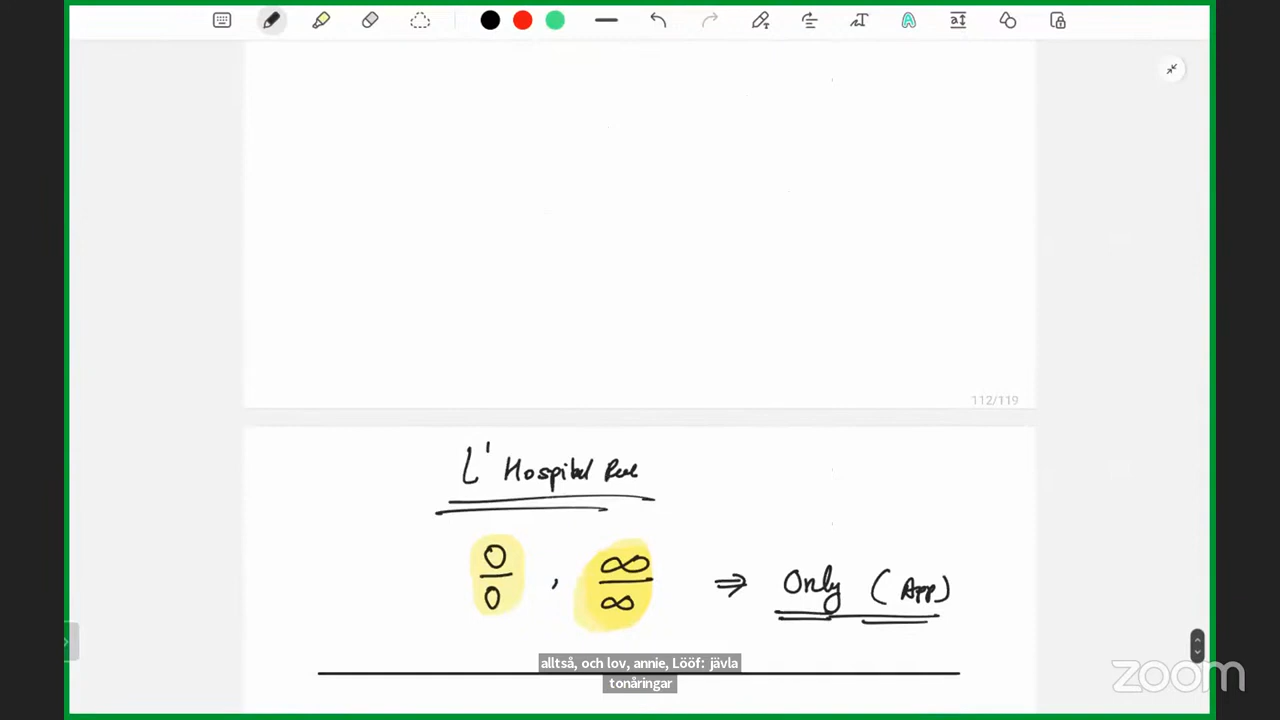 112/119
L' Hospital Rule
0/0 , ∞/∞ ⇒ Only (App)
alltså, och lov, annie, Lööf: jävla
tonåringar
zoom